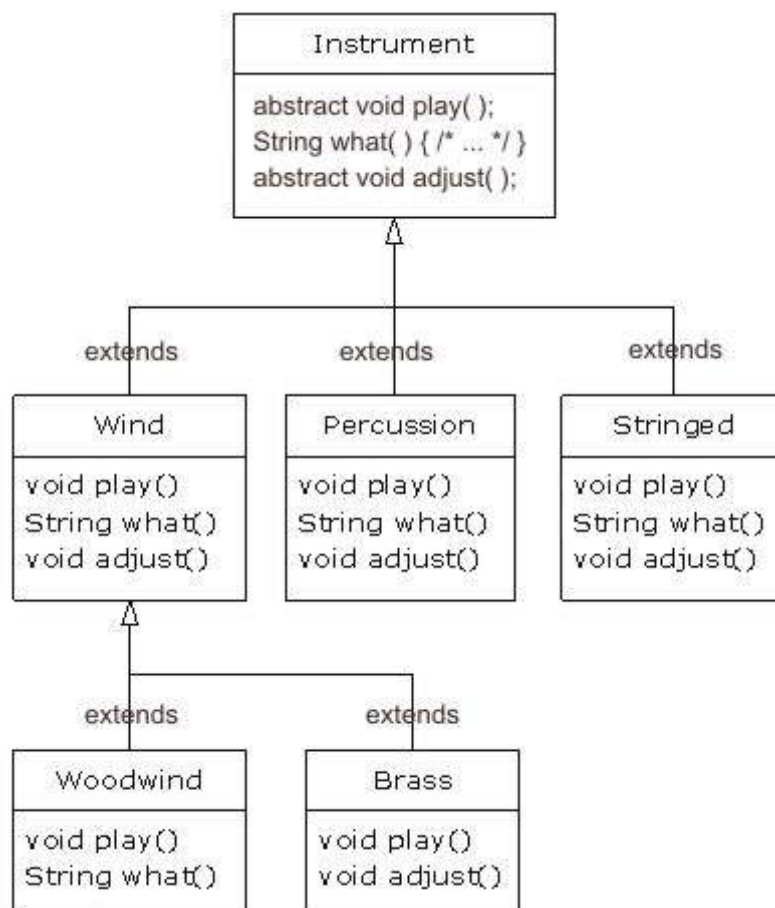 Instrument
abstract void play( );
String what( ) { /* ... */ }
abstract void adjust( );
extends
extends
extends
Wind
void play()
String what()
void adjust()
Percussion
void play()
String what()
void adjust()
Stringed
void play()
String what()
void adjust()
extends
extends
Woodwind
void play()
String what()
Brass
void play()
void adjust()